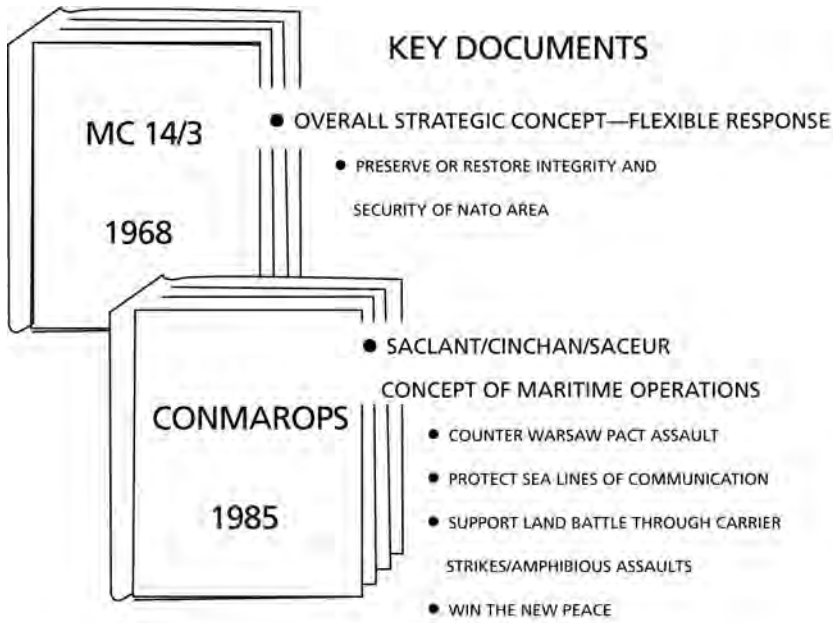 KEY DOCUMENTS
MC 14/3
1968
● OVERALL STRATEGIC CONCEPT—FLEXIBLE RESPONSE
● PRESERVE OR RESTORE INTEGRITY AND
SECURITY OF NATO AREA
CONMAROPS
1985
● SACLANT/CINCHAN/SACEUR
CONCEPT OF MARITIME OPERATIONS
● COUNTER WARSAW PACT ASSAULT
● PROTECT SEA LINES OF COMMUNICATION
● SUPPORT LAND BATTLE THROUGH CARRIER
STRIKES/AMPHIBIOUS ASSAULTS
● WIN THE NEW PEACE